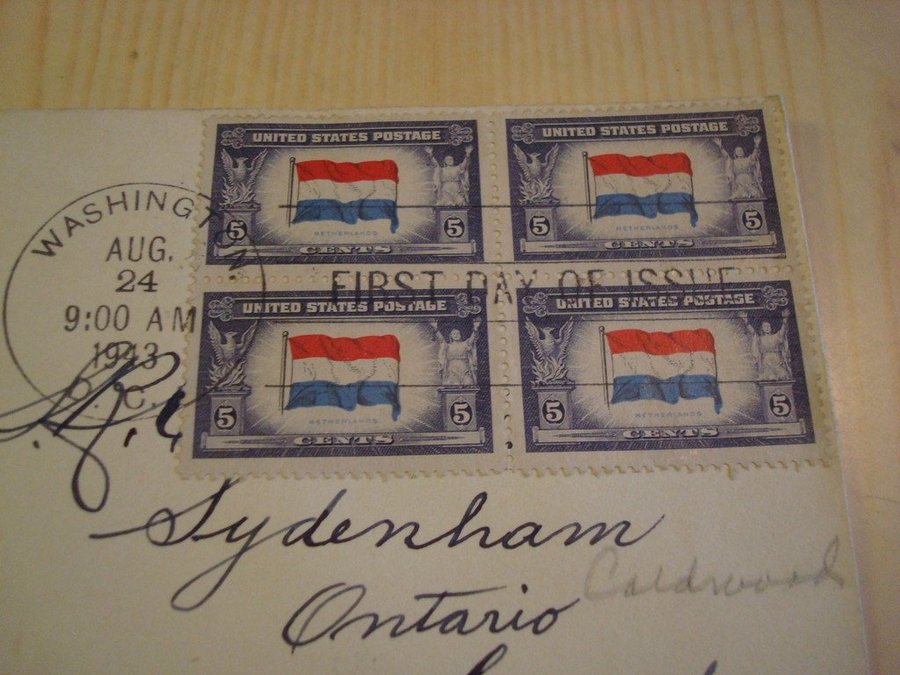 UNITED STATES POSTAGE UNITED STATES POSTAGE
5 5 5 5
NETHERLANDS NETHERLANDS
CENTS CENTS
WASHINGTON
AUG.
24
9:00 AM
1943
D.C.
FIRST DAY OF ISSUE
UNITED STATES POSTAGE UNITED STATES POSTAGE
5 5 5 5
NETHERLANDS NETHERLANDS
CENTS CENTS
Sydenham
Caldwood
Ontario